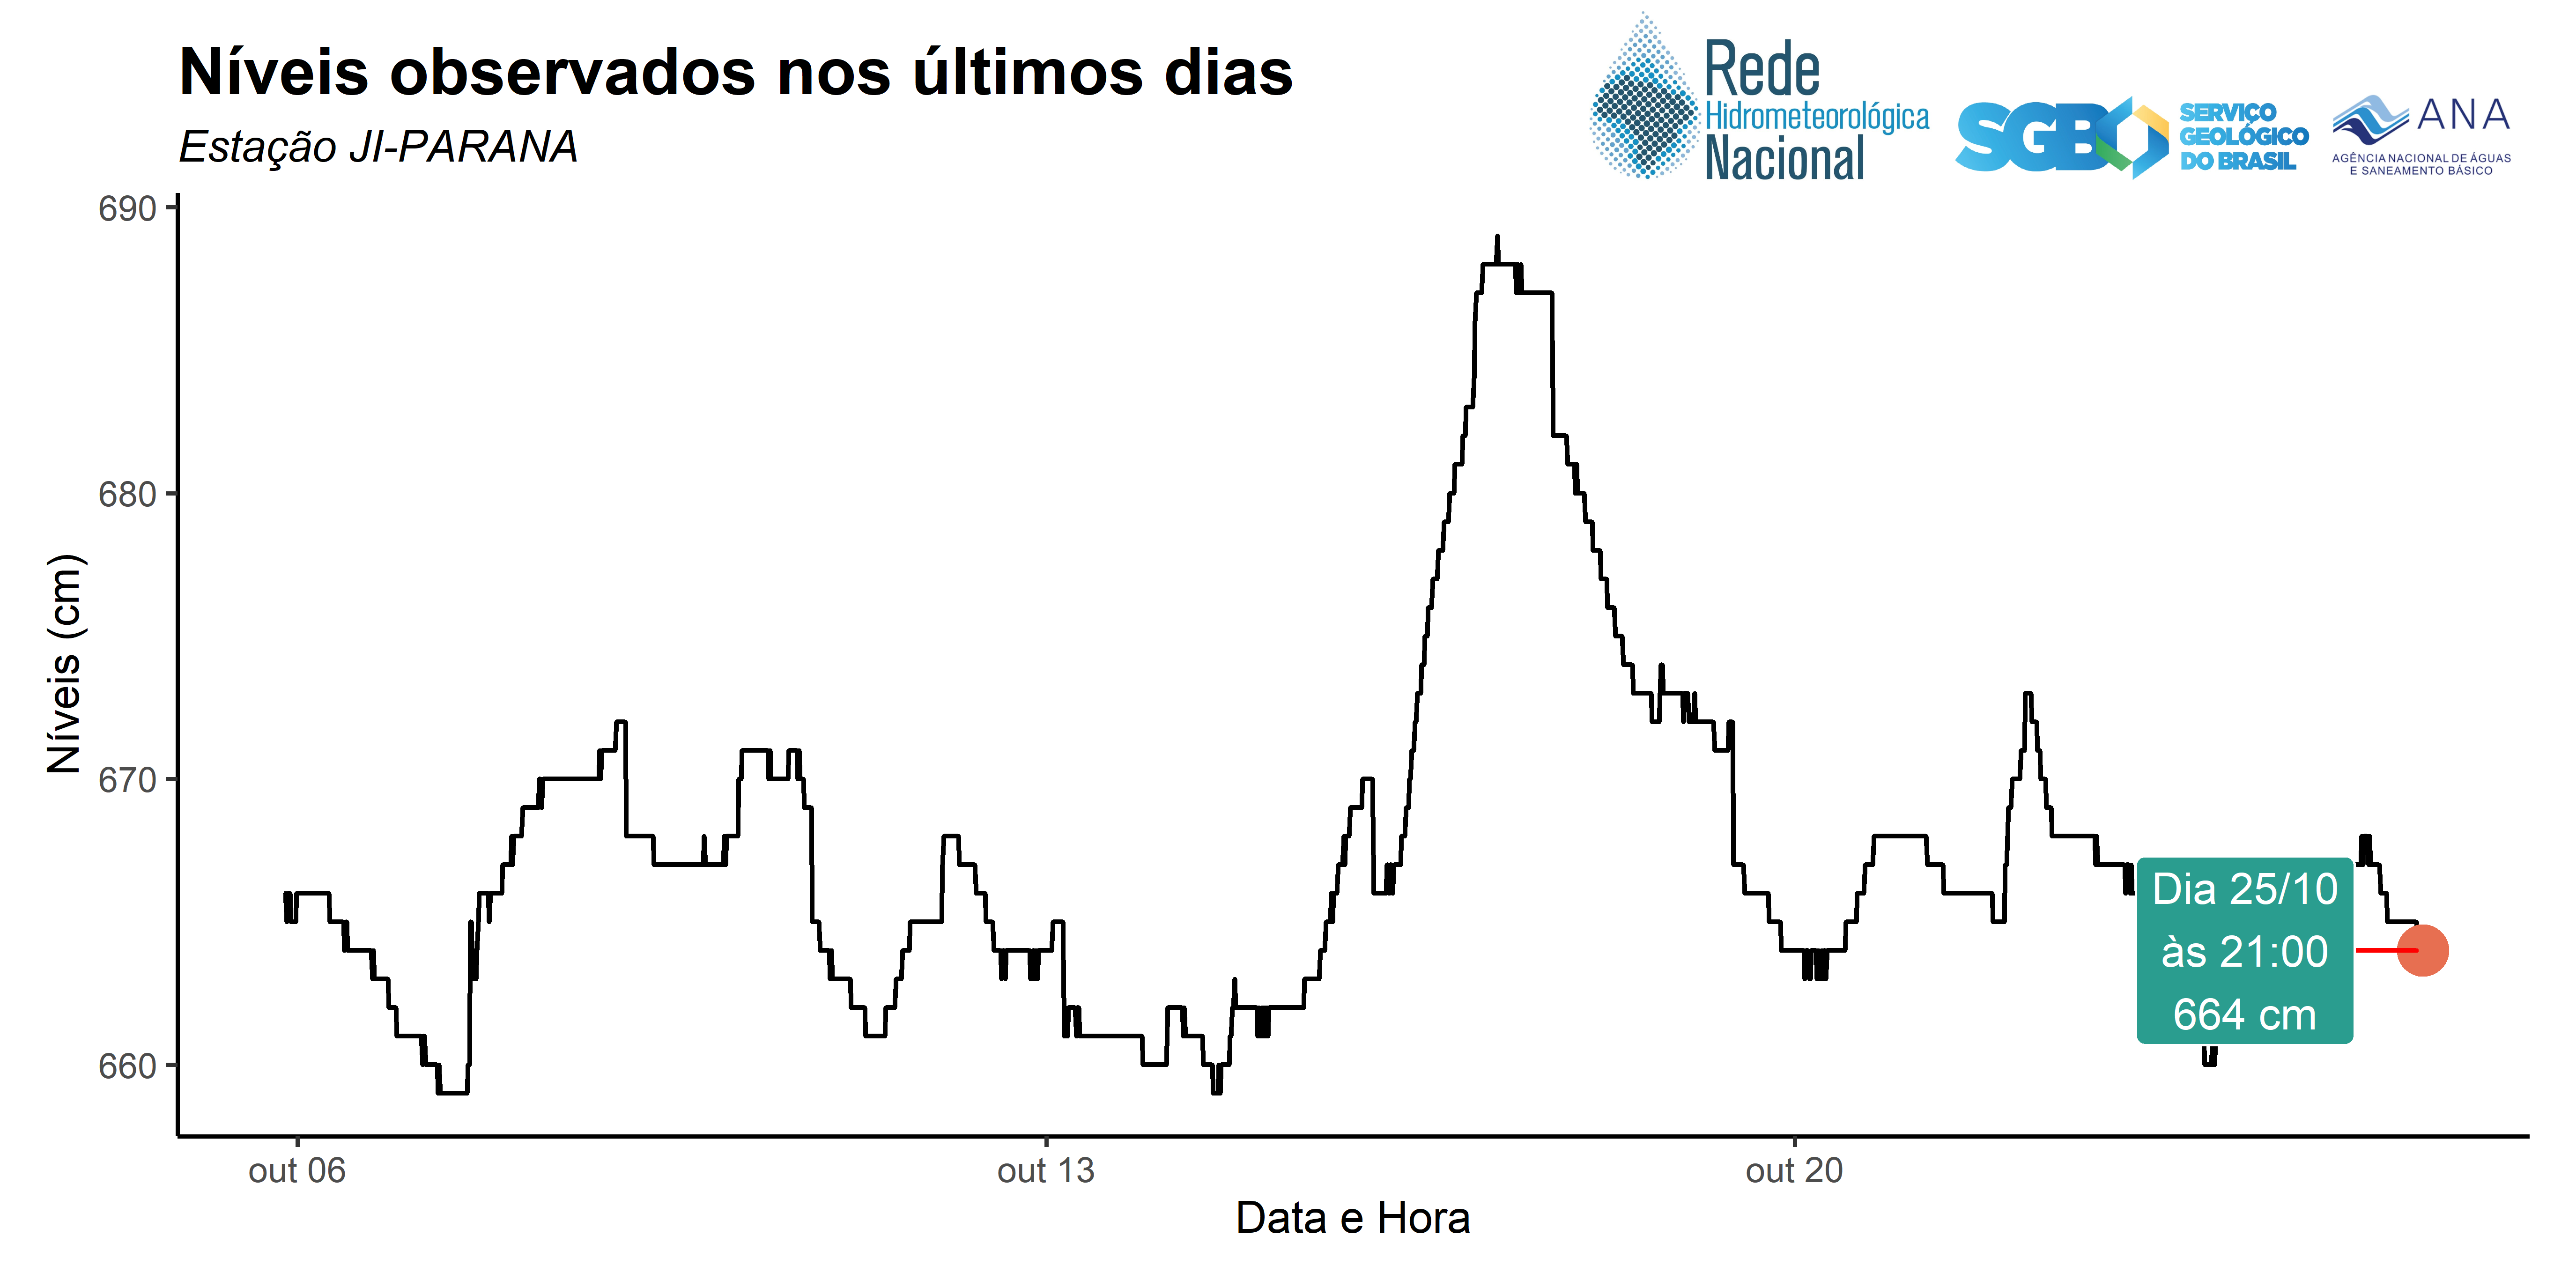 Níveis observados nos últimos dias
Estação JI-PARANA
Rede
Hidrometeorológica
Nacional
SGB
SERVIÇO
GEOLÓGICO
DO BRASIL
ANA
AGÊNCIA NACIONAL DE ÁGUAS
E SANEAMENTO BÁSICO
690
680
670
660
Níveis (cm)
Dia 25/10
às 21:00
664 cm
out 06
out 13
out 20
Data e Hora